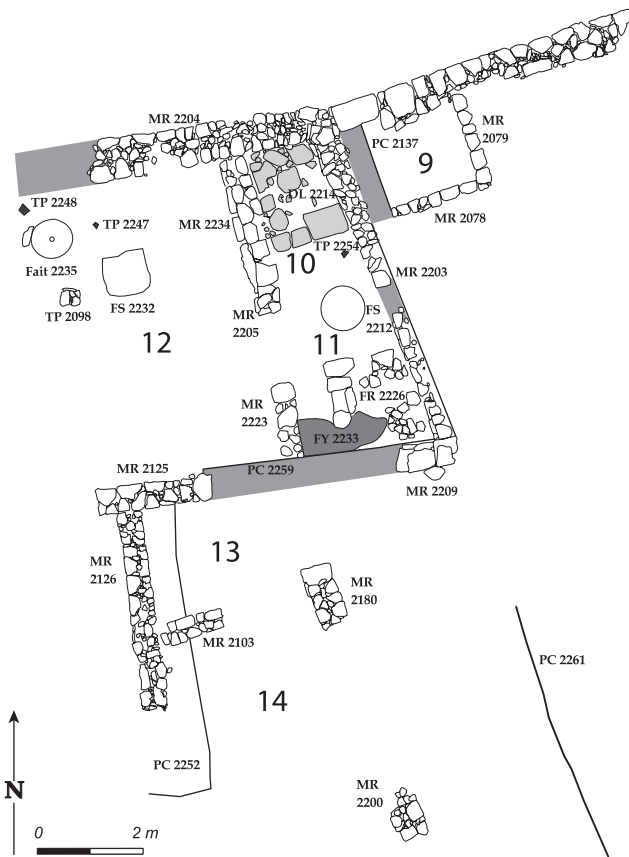 MR 2204
MR
2079
PC 2137
9
DL 2214
TP 2248
TP 2247
MR 2234
MR 2078
TP 2254
10
Fait 2235
MR 2203
FS 2232
TP 2098
MR
2205
FS
2212
12
11
FR 2226
MR
2223
FY 2233
MR 2125
PC 2259
MR 2209
13
MR
2126
MR
2180
MR 2103
PC 2261
14
PC 2252
MR
2200
N
0 2 m